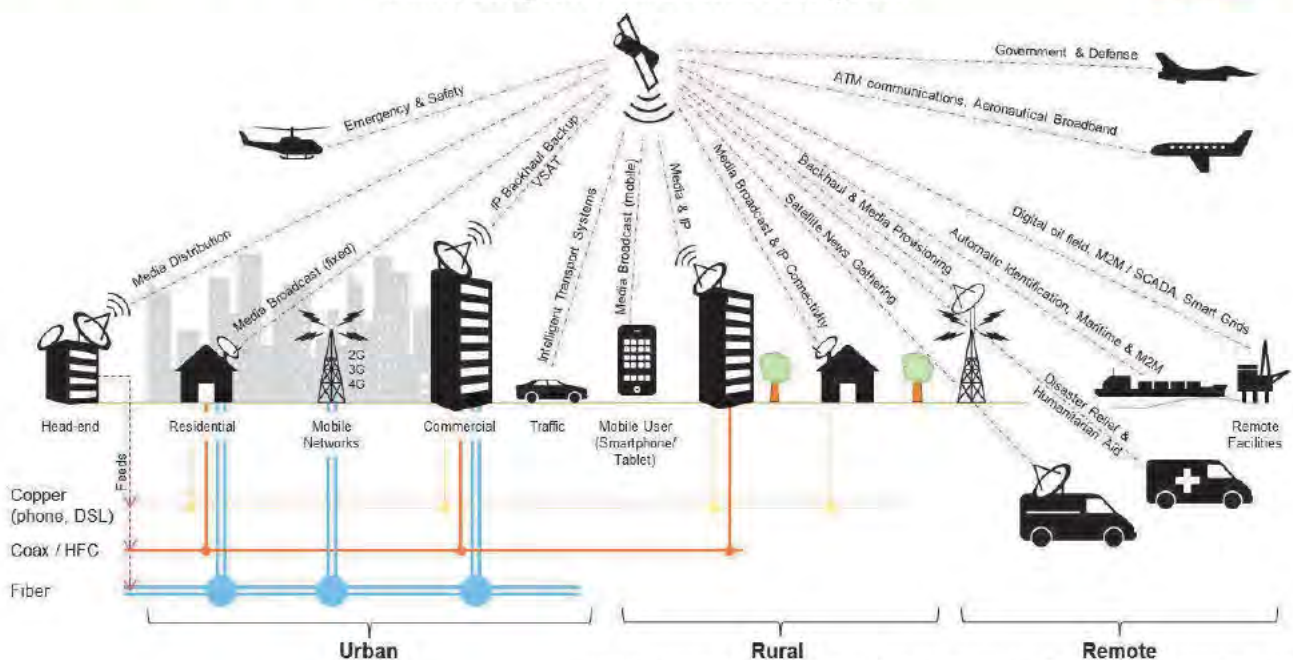 Government & Defense
ATM communications, Aeronautical Broadband
Emergency & Safety
IP Backhaul Backup
VSAT
Media Distribution
Media Broadcast (fixed)
Intelligent Transport Systems
Media Broadcast (mobile)
Media & IP
Media Broadcast & IP Connectivity
Satellite News Gathering
Backhaul & Media Provisioning
Automatic Identification, Maritime & M2M
Digital oil field, M2M / SCADA, Smart Grids
Disaster Relief &
Humanitarian Aid
2G
3G
4G
Head-end
Residential
Mobile
Networks
Commercial
Traffic
Mobile User
(Smartphone/
Tablet)
Remote
Facilities
Feeds
Copper
(phone, DSL)
Coax / HFC
Fiber
Urban
Rural
Remote